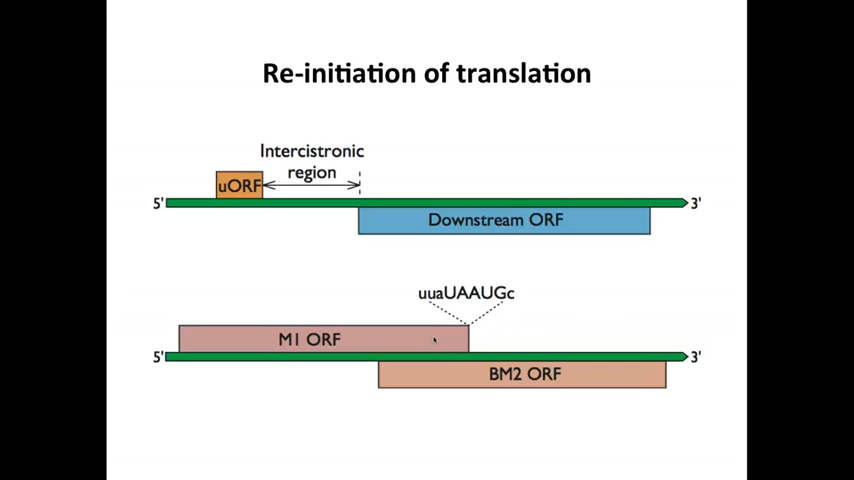 Re-initiation of translation
Intercistronic
region
uORF
5'
3'
Downstream ORF
uuaUAAUGc
M1 ORF
5'
3'
BM2 ORF